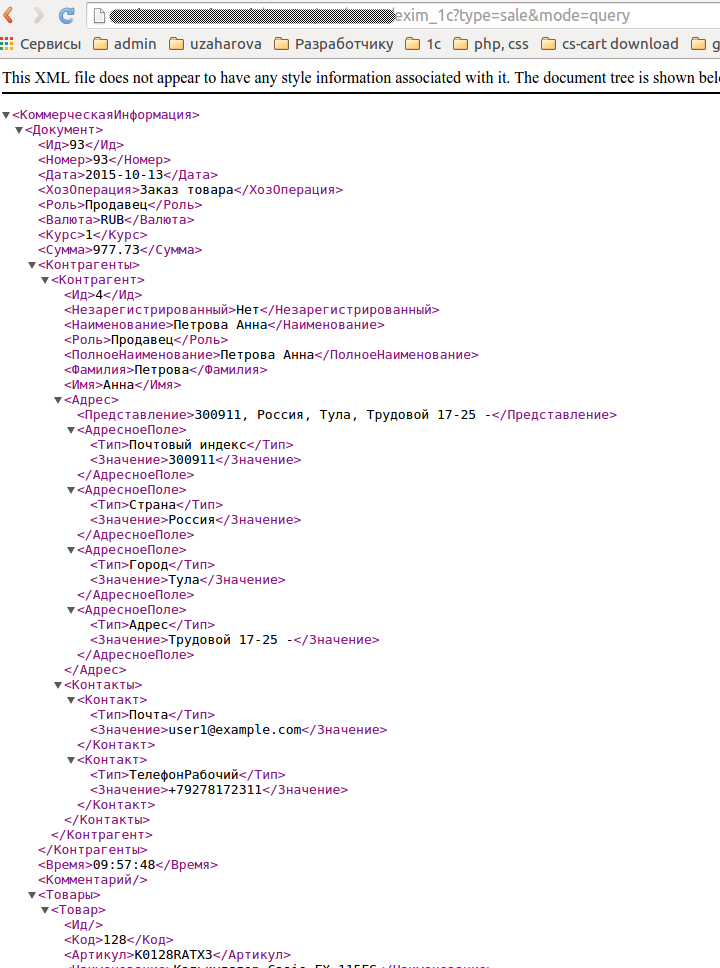 exim_1c?type=sale&mode=query
Сервисы admin uzaharova Разработчику 1c php, css cs-cart download g
This XML file does not appear to have any style information associated with it. The document tree is shown bel
<КоммерческаяИнформация>
<Документ>
<Ид>93</Ид>
<Номер>93</Номер>
<Дата>2015-10-13</Дата>
<ХозОперация>Заказ товара</ХозОперация>
<Роль>Продавец</Роль>
<Валюта>RUB</Валюта>
<Курс>1</Курс>
<Сумма>977.73</Сумма>
<Контрагенты>
<Контрагент>
<Ид>4</Ид>
<Незарегистрированный>Нет</Незарегистрированный>
<Наименование>Петрова Анна</Наименование>
<Роль>Продавец</Роль>
<ПолноеНаименование>Петрова Анна</ПолноеНаименование>
<Фамилия>Петрова</Фамилия>
<Имя>Анна</Имя>
<Адрес>
<Представление>300911, Россия, Тула, Трудовой 17-25 -</Представление>
<АдресноеПоле>
<Тип>Почтовый индекс</Тип>
<Значение>300911</Значение>
</АдресноеПоле>
<АдресноеПоле>
<Тип>Страна</Тип>
<Значение>Россия</Значение>
</АдресноеПоле>
<АдресноеПоле>
<Тип>Город</Тип>
<Значение>Тула</Значение>
</АдресноеПоле>
<АдресноеПоле>
<Тип>Адрес</Тип>
<Значение>Трудовой 17-25 -</Значение>
</АдресноеПоле>
</Адрес>
<Контакты>
<Контакт>
<Тип>Почта</Тип>
<Значение>user1@example.com</Значение>
</Контакт>
<Контакт>
<Тип>ТелефонРабочий</Тип>
<Значение>+79278172311</Значение>
</Контакт>
</Контакты>
</Контрагент>
</Контрагенты>
<Время>09:57:48</Время>
<Комментарий/>
<Товары>
<Товар>
<Ид/>
<Код>128</Код>
<Артикул>K0128RATX3</Артикул>